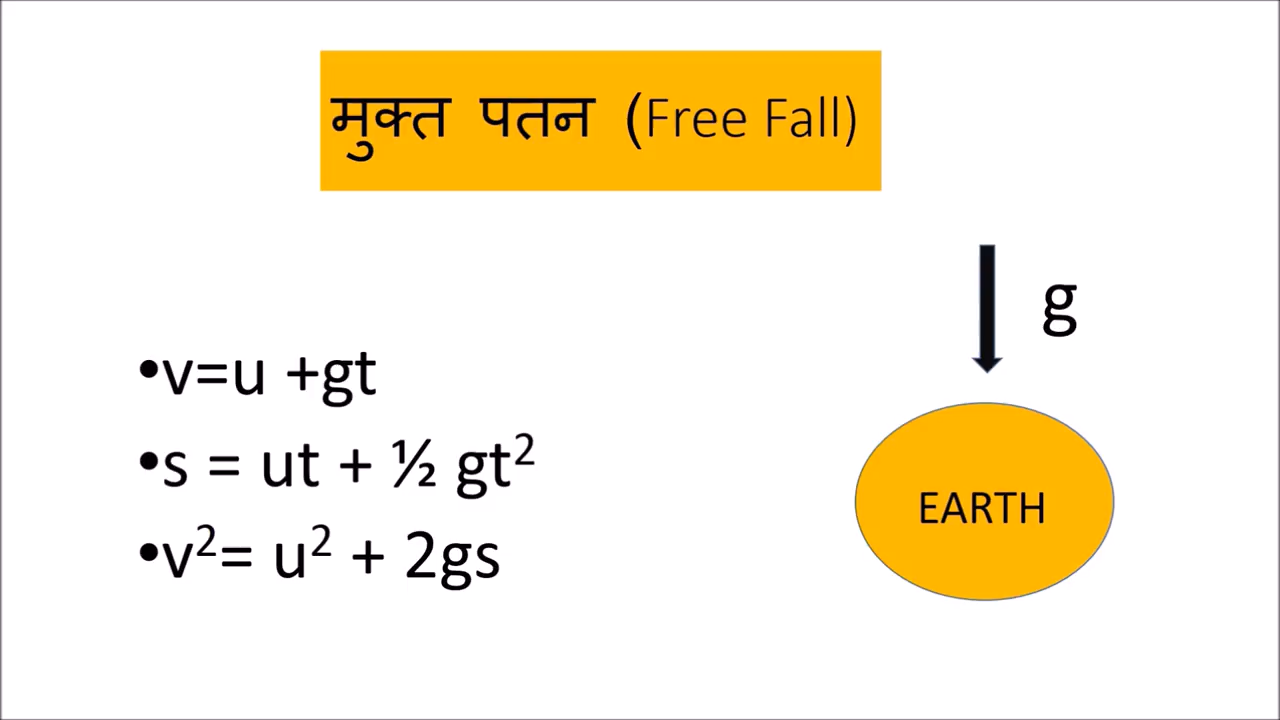 मुक्त पतन (Free Fall)
g
•v=u +gt
•s = ut + ½ gt²
•v²= u² + 2gs
EARTH